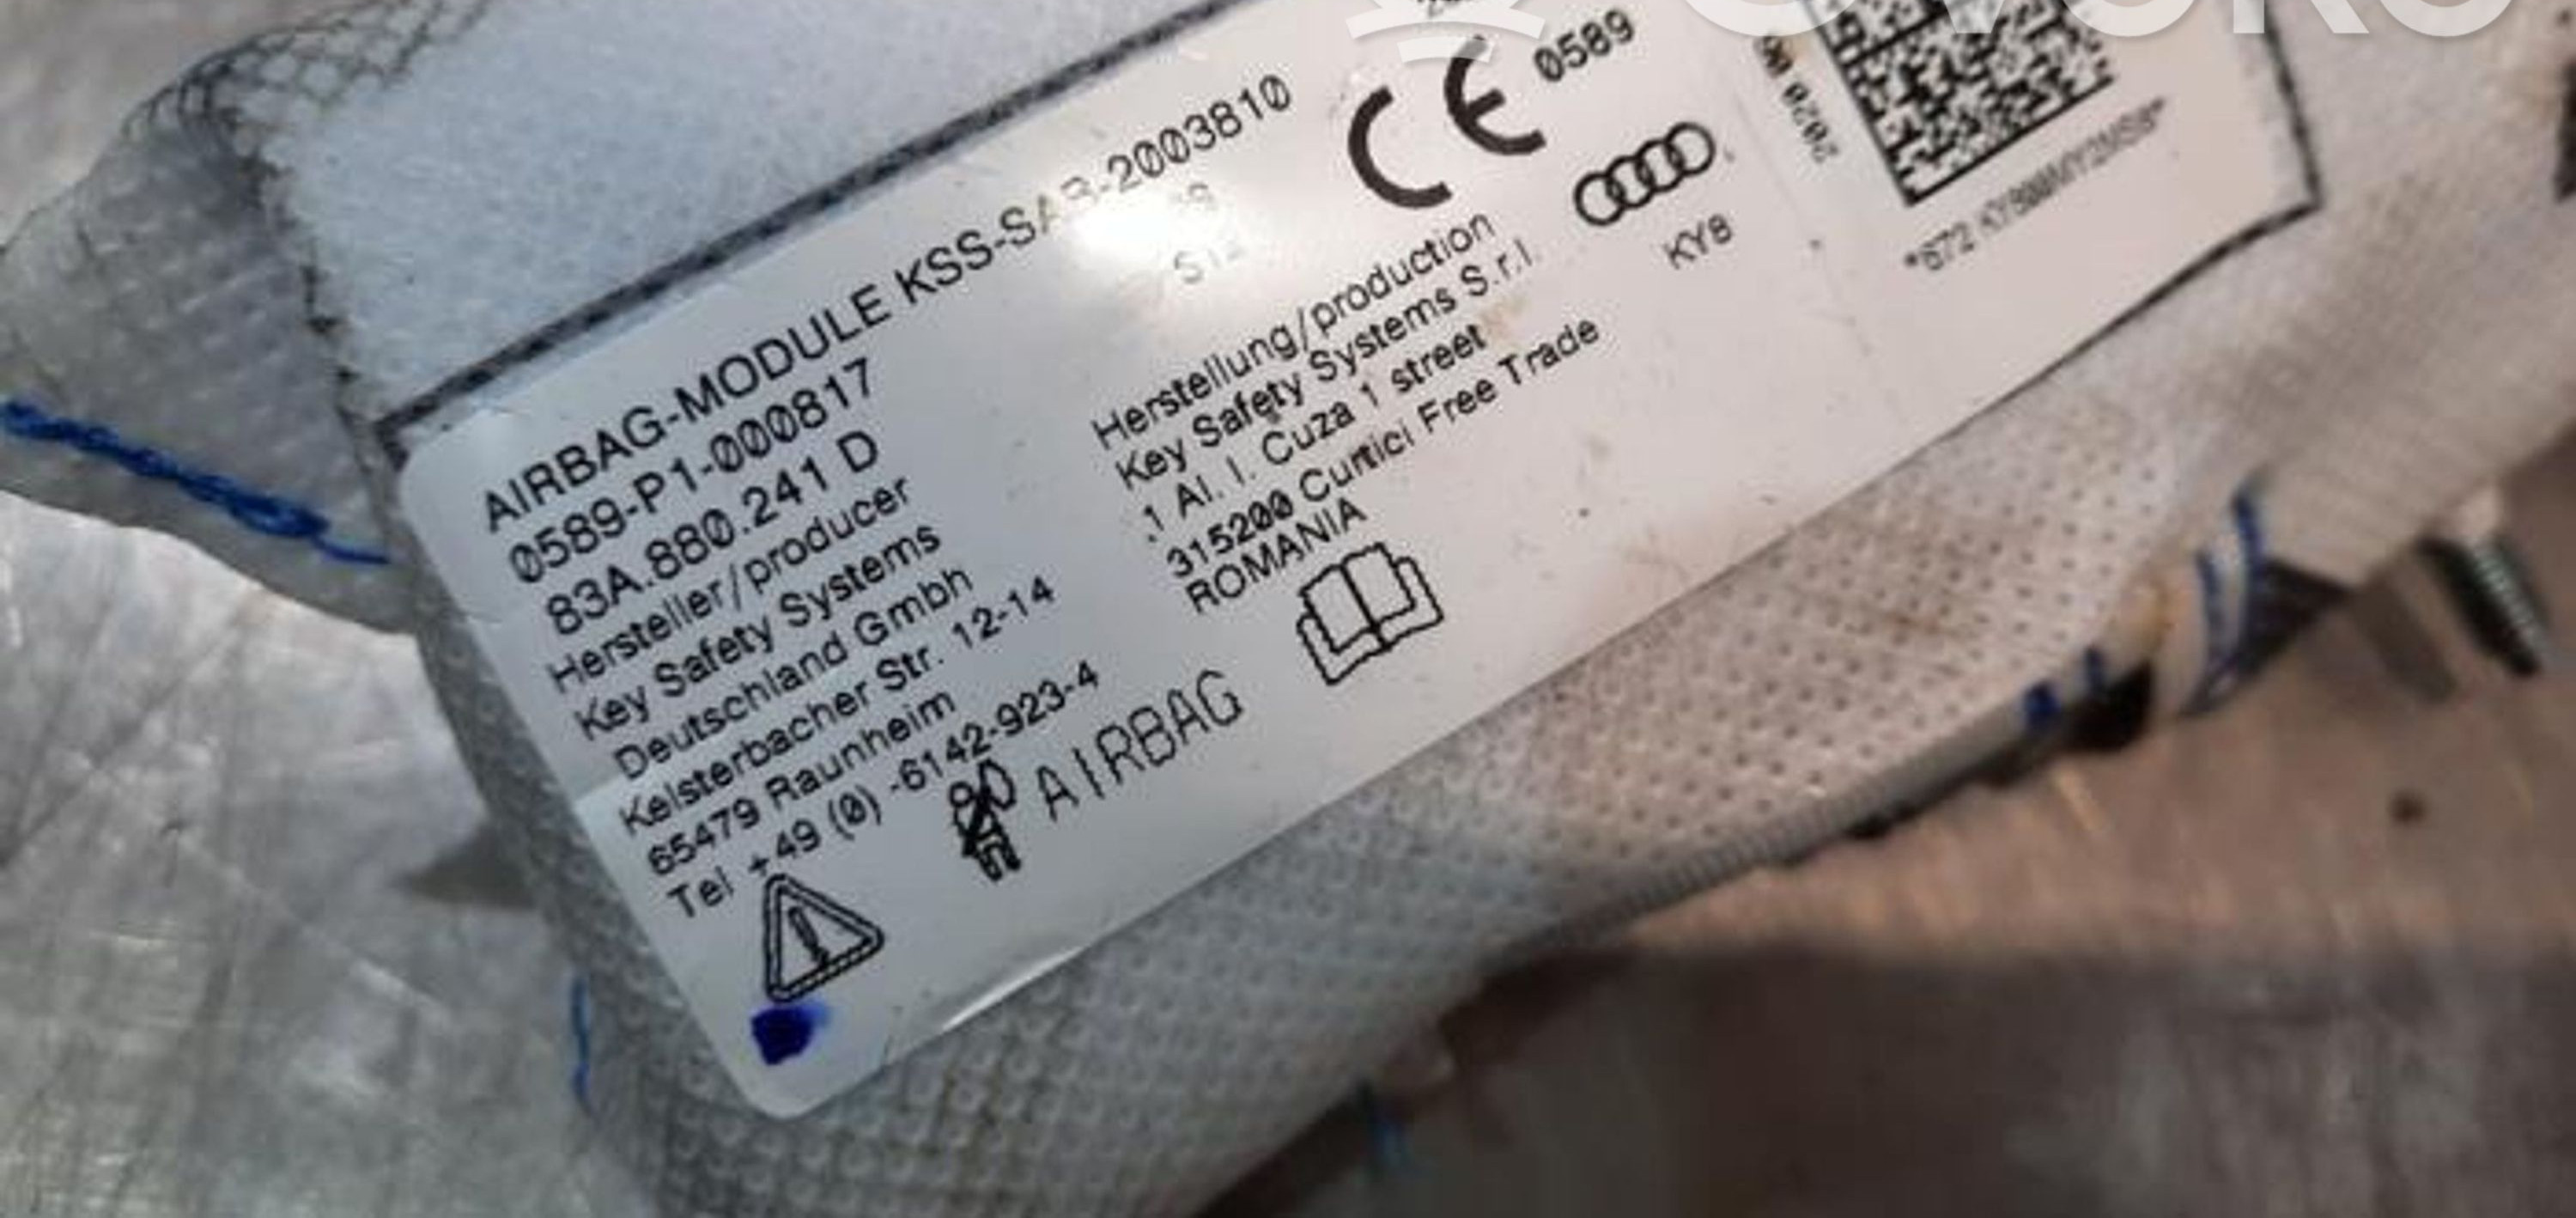 AIRBAG-MODULE KSS-SAB-2003810
0589-P1-000817
83A.880.241 D
Hersteller/producer
Key Safety Systems
Deutschland Gmbh
Kelsterbacher Str. 12-14
65479 Raunheim
Tel +49 (0) -6142-923-4
AIRBAG
Herstellung/production
Key Safety Systems S.r.l.
1 Al. I. Cuza 1 street
315200 Curtici Free Trade
ROMANIA
CE 0589
KY8
2020